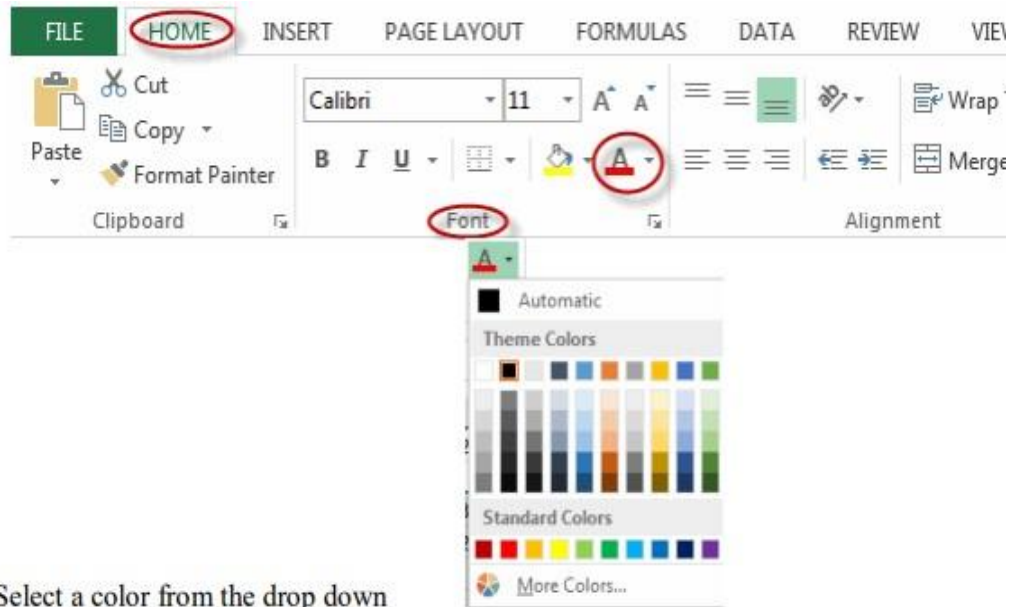 FILE HOME INSERT PAGE LAYOUT FORMULAS DATA REVIEW
Cut
Calibri 11 A A
Wrap
Copy
Paste
B I U A
Merge
Format Painter
Clipboard Font Alignment
A
Automatic
Theme Colors
Standard Colors
More Colors...
Select a color from the drop down